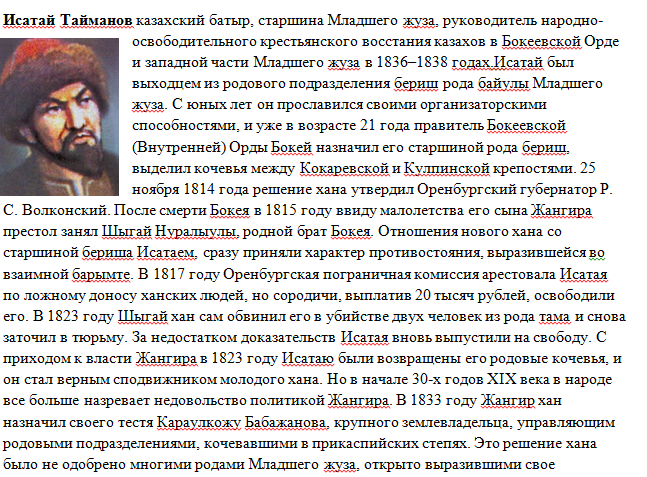 Исатай Тайманов казахский батыр, старшина Младшего жуза, руководитель народно-
освободительного крестьянского восстания казахов в Бокеевской Орде
и западной части Младшего жуза в 1836–1838 годах.Исатай был
выходцем из родового подразделения бериш рода байулы Младшего
жуза. С юных лет он прославился своими организаторскими
способностями, и уже в возрасте 21 года правитель Бокеевской
(Внутренней) Орды Бокей назначил его старшиной рода бериш,
выделил кочевья между Кокаревской и Кулпинской крепостями. 25
ноября 1814 года решение хана утвердил Оренбургский губернатор Р.
С. Волконский. После смерти Бокея в 1815 году ввиду малолетства его сына Жангира
престол занял Шыгай Нуралыулы, родной брат Бокея. Отношения нового хана со
старшиной бериша Исатаем, сразу приняли характер противостояния, выразившейся во
взаимной барымте. В 1817 году Оренбургская пограничная комиссия арестовала Исатая
по ложному доносу ханских людей, но сородичи, выплатив 20 тысяч рублей, освободили
его. В 1823 году Шыгай хан сам обвинил его в убийстве двух человек из рода тама и снова
заточил в тюрьму. За недостатком доказательств Исатая вновь выпустили на свободу. С
приходом к власти Жангира в 1823 году Исатаю были возвращены его родовые кочевья, и
он стал верным сподвижником молодого хана. Но в начале 30-х годов XIX века в народе
все больше назревает недовольство политикой Жангира. В 1833 году Жангир хан
назначил своего тестя Караулкожу Бабажанова, крупного землевладельца, управляющим
родовыми подразделениями, кочевавшими в прикаспийских степях. Это решение хана
было не одобрено многими родами Младшего жуза, открыто выразившими свое